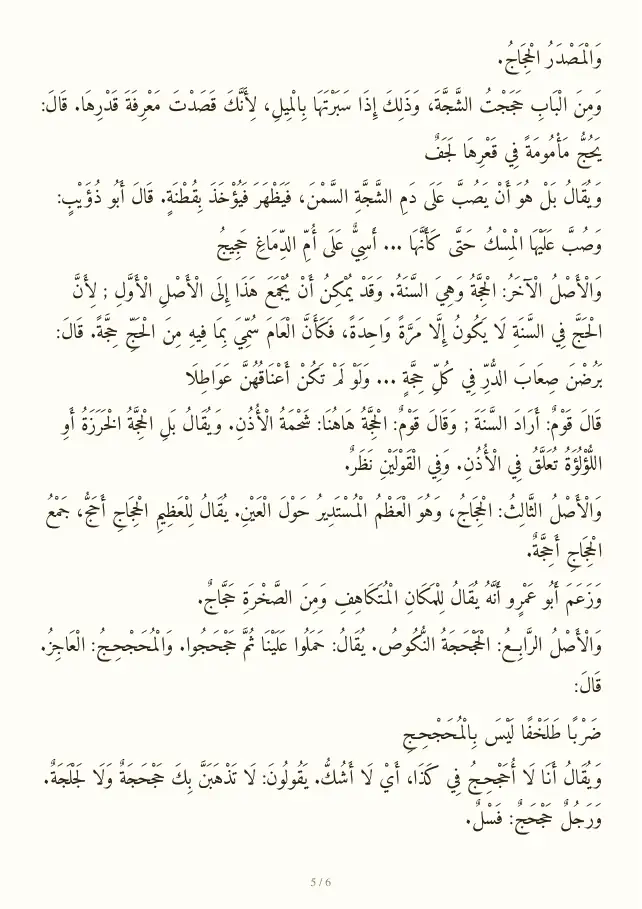 وَالْمَصْدَرُ الْحِجَاجُ.
وَمِنَ الْبَابِ حَجَجْتُ الشَّجَّةَ، وَذَلِكَ إِذَا سَبَرْتَهَا بِالْمِيلِ، لِأَنَّكَ قَصَدْتَ مَعْرِفَةَ قَدْرِهَا. قَالَ:
يَحُجُّ مَأْمُومَةً فِي قَعْرِهَا لَجَفٌ
وَيُقَالُ بَلْ هُوَ أَنْ يَصُبَّ عَلَى دَمِ الشَّجَّةِ السَّمْنَ، فَيَظْهَرَ فَيُؤْخَذَ بِقُطْنَةٍ. قَالَ أَبُو ذُؤَيْبٍ:
وَصُبَّ عَلَيْهَا الْمِسْكُ حَتَّى كَأَنَّهَا ... أَسِيٌّ عَلَى أُمِّ الدِّمَاغِ حَجِيجُ
وَالْأَصْلُ الْآخَرُ: الْحِجَّةُ وَهِيَ السَّنَةُ. وَقَدْ يُمْكِنُ أَنْ يُجْمَعَ هَذَا إِلَى الْأَصْلِ الْأَوَّلِ ; لِأَنَّ
الْحَجَّ فِي السَّنَةِ لَا يَكُونُ إِلَّا مَرَّةً وَاحِدَةً، فَكَأَنَّ الْعَامَ سُمِّيَ بِمَا فِيهِ مِنَ الْحَجِّ حِجَّةً. قَالَ:
يَرُضْنَ صِعَابَ الدُّرِّ فِي كُلِّ حِجَّةٍ ... وَلَوْ لَمْ تَكُنْ أَعْنَاقُهُنَّ عَوَاطِلَا
قَالَ قَوْمٌ: أَرَادَ السَّنَةَ ; وَقَالَ قَوْمٌ: الْحِجَّةُ هَاهُنَا: شَحْمَةُ الْأُذُنِ. وَيُقَالُ بَلِ الْحِجَّةُ الْخَرَزَةُ أَوِ
اللُّؤْلُؤَةُ تُعَلَّقُ فِي الْأُذُنِ. وَفِي الْقَوْلَيْنِ نَظَرٌ.
وَالْأَصْلُ الثَّالِثُ: الْحِجَاجُ، وَهُوَ الْعَظْمُ الْمُسْتَدِيرُ حَوْلَ الْعَيْنِ. يُقَالُ لِلْعَظِيمِ الْحِجَاجِ أَحَجُّ، جَمْعُ
الْحِجَاجِ أَحِجَّةٌ.
وَزَعَمَ أَبُو عَمْرٍو أَنَّهُ يُقَالُ لِلْمَكَانِ الْمُتَكَاهِفِ وَمِنَ الصَّخْرَةِ حَجَّاجٌ.
وَالْأَصْلُ الرَّابِعُ: الْحَجْحَجَةُ النُّكُوصُ. يُقَالُ: حَمَلُوا عَلَيْنَا ثُمَّ حَجْحَجُوا. وَالْمُحَجْحِجُ: الْعَاجِزُ.
قَالَ:
ضَرْبًا طَلَخْفًا لَيْسَ بِالْمُحَجْحِجِ
وَيُقَالُ أَنَا لَا أُحَجْحِجُ فِي كَذَا، أَيْ لَا أَشُكُّ. يَقُولُونَ: لَا تَذْهَبَنَّ بِكَ حَجْحَجَةٌ وَلَا لَجْلَجَةٌ.
وَرَجُلٌ حَجْحَجٌ: فَسْلٌ.
5 / 6